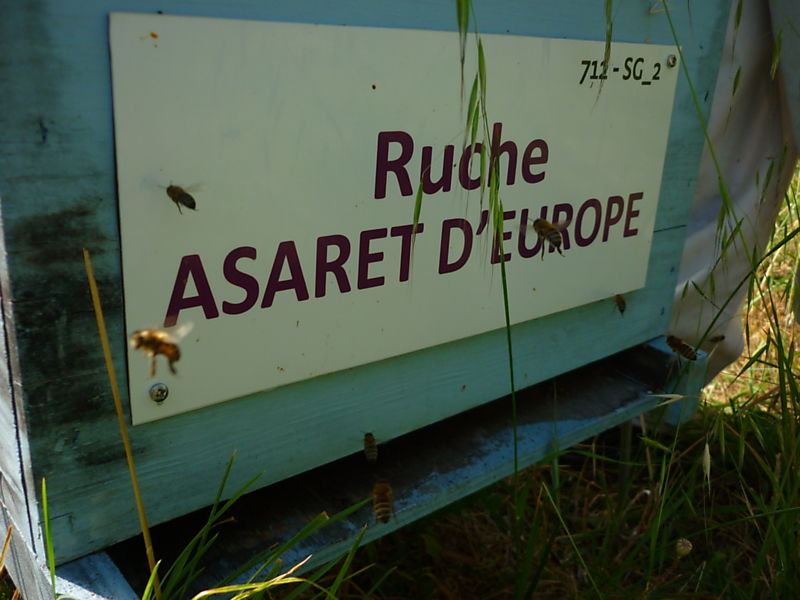 712 - SG_2
Ruche
ASARET D'EUROPE